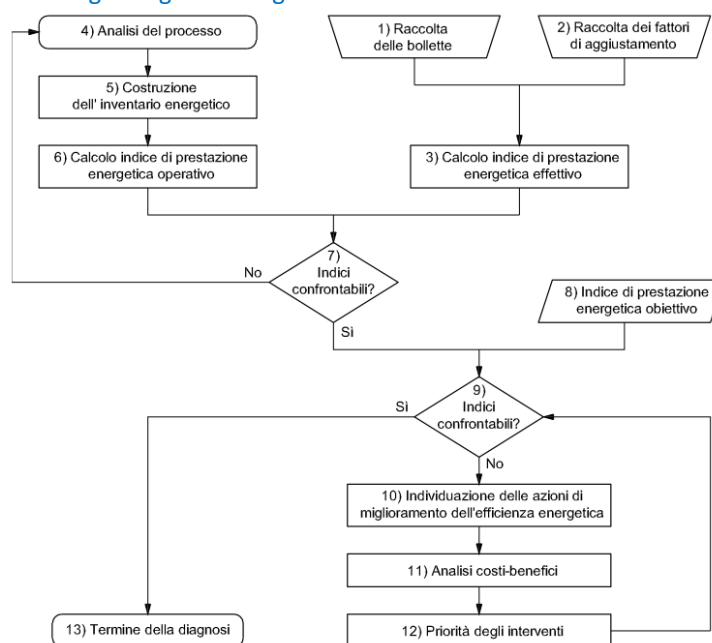 4) Analisi del processo
1) Raccolta
delle bollette
2) Raccolta dei fattori
di aggiustamento
5) Costruzione
dell' inventario energetico
6) Calcolo indice di prestazione
energetica operativo
3) Calcolo indice di prestazione
energetica effettivo
7)
Indici
confrontabili?
No
Sì
8) Indice di prestazione
energetica obiettivo
9)
Indici
confrontabili?
Sì
No
10) Individuazione delle azioni di
miglioramento dell'efficienza energetica
11) Analisi costi-benefici
12) Priorità degli interventi
13) Termine della diagnosi